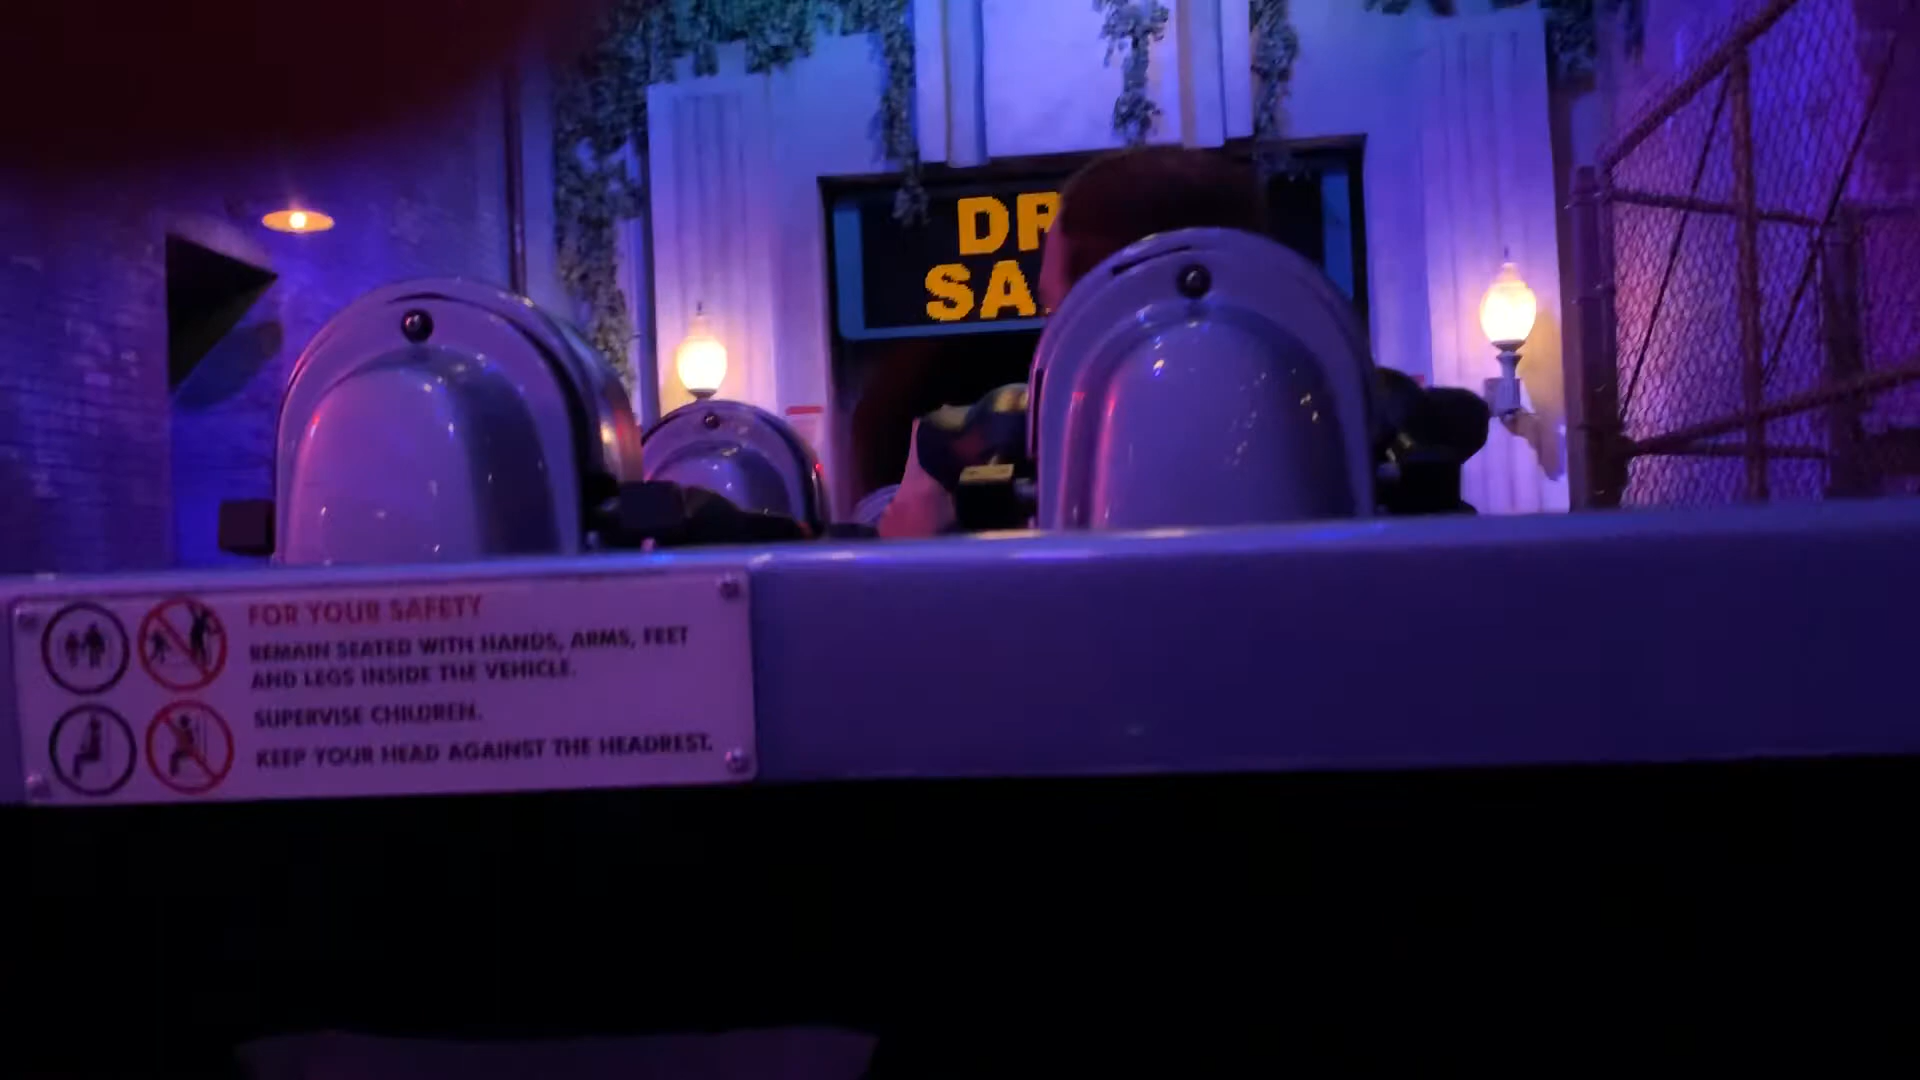 DR
SA
FOR YOUR SAFETY
REMAIN SEATED WITH HANDS, ARMS, FEET
AND LEGS INSIDE THE VEHICLE.
SUPERVISE CHILDREN.
KEEP YOUR HEAD AGAINST THE HEADREST.